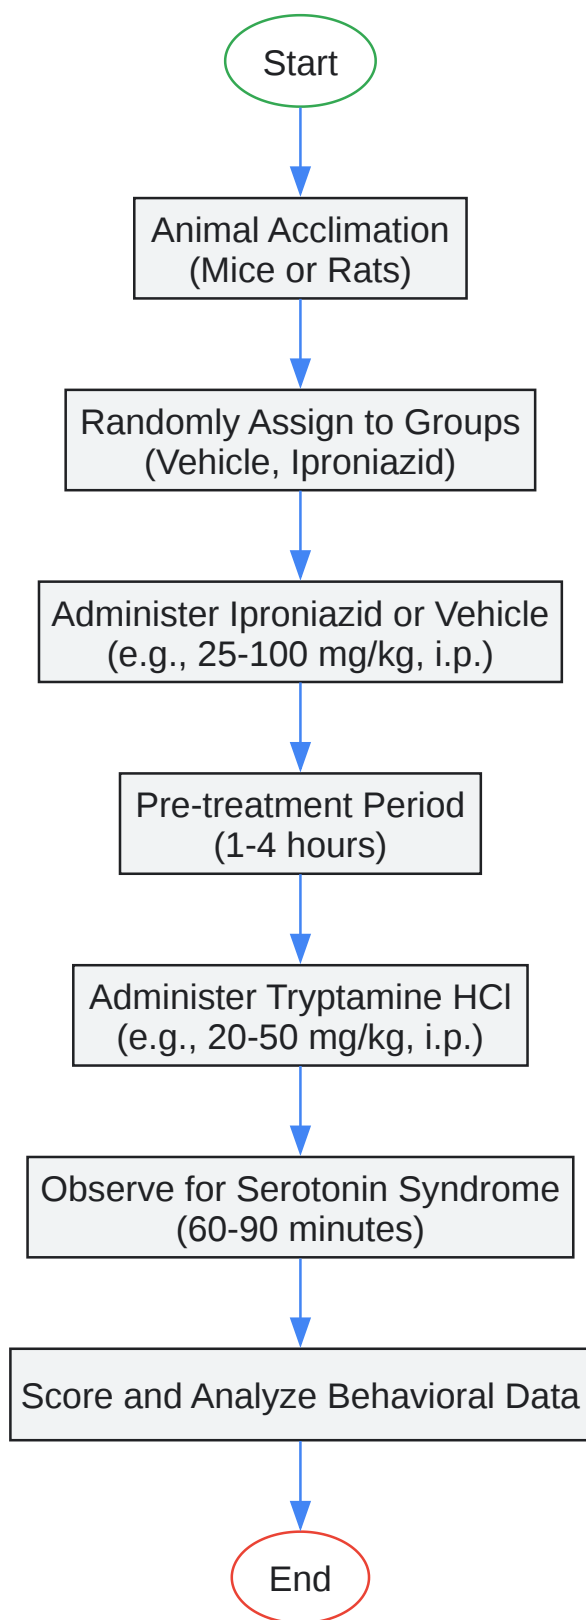 Start
Animal Acclimation
(Mice or Rats)
Randomly Assign to Groups
(Vehicle, Iproniazid)
Administer Iproniazid or Vehicle
(e.g., 25-100 mg/kg, i.p.)
Pre-treatment Period
(1-4 hours)
Administer Tryptamine HCl
(e.g., 20-50 mg/kg, i.p.)
Observe for Serotonin Syndrome
(60-90 minutes)
Score and Analyze Behavioral Data
End